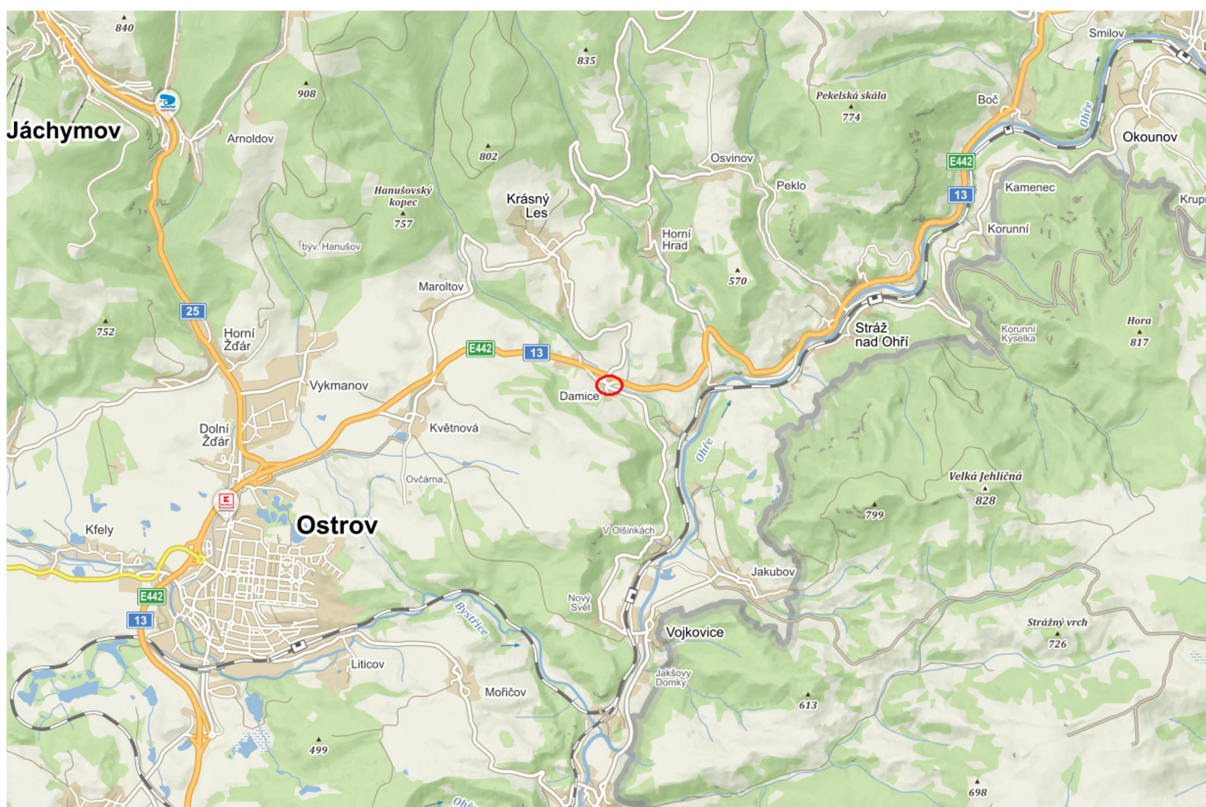 840
Smilov
835
908
Pekelská skála
774
Boč
Ohře
Jáchymov
Arnoldov
Okounov
802
Osvinov
E442
Hanušovský
kopec
757
Krásný
Les
Peklo
13
Kamenec
Krupi
býv. Hanušov
Horní
Hrad
Korunní
570
Maroltov
25
752
Horní
Žďár
Stráž
nad Ohří
Korunní
Kyselka
Hora
817
E442
13
Vykmanov
Damice
Ohře
Dolní
Žďár
Květnová
Ovčárna
Velká Jehličná
828
799
Kfely
Ostrov
V Olšinkách
Jakubov
E442
13
Bystřice
Nový
Svět
Vojkovice
Strážný vrch
726
Liticov
Mořičov
Jakšovy
Domky
613
499
698
Ohře